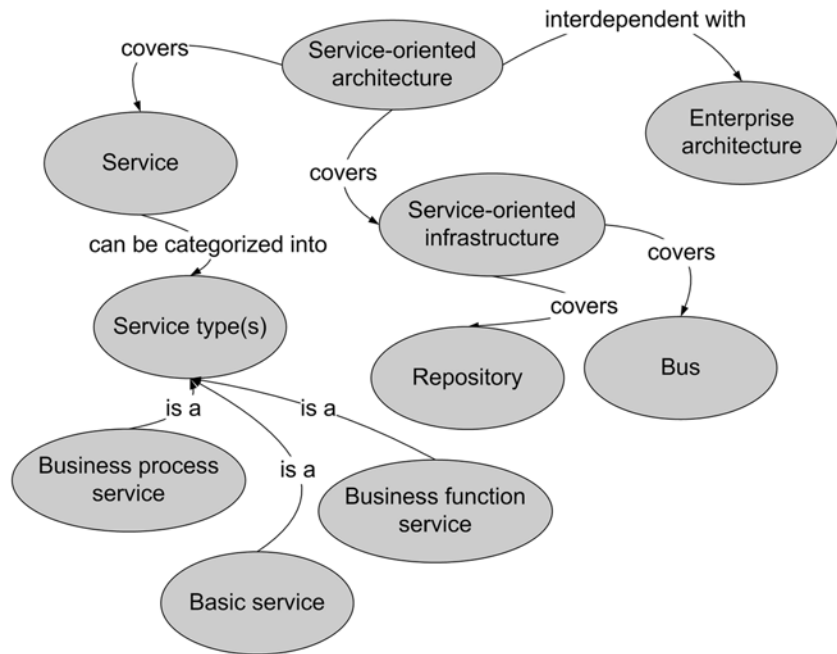 interdependent with
covers
Service-oriented
architecture
Enterprise
architecture
Service
covers
Service-oriented
infrastructure
can be categorized into
covers
covers
Service type(s)
Repository
Bus
is a
is a
is a
Business process
service
Business function
service
Basic service